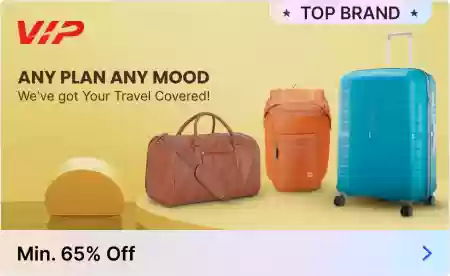 ★ TOP BRAND ★
VIP
ANY PLAN ANY MOOD
We've got Your Travel Covered!
Min. 65% Off